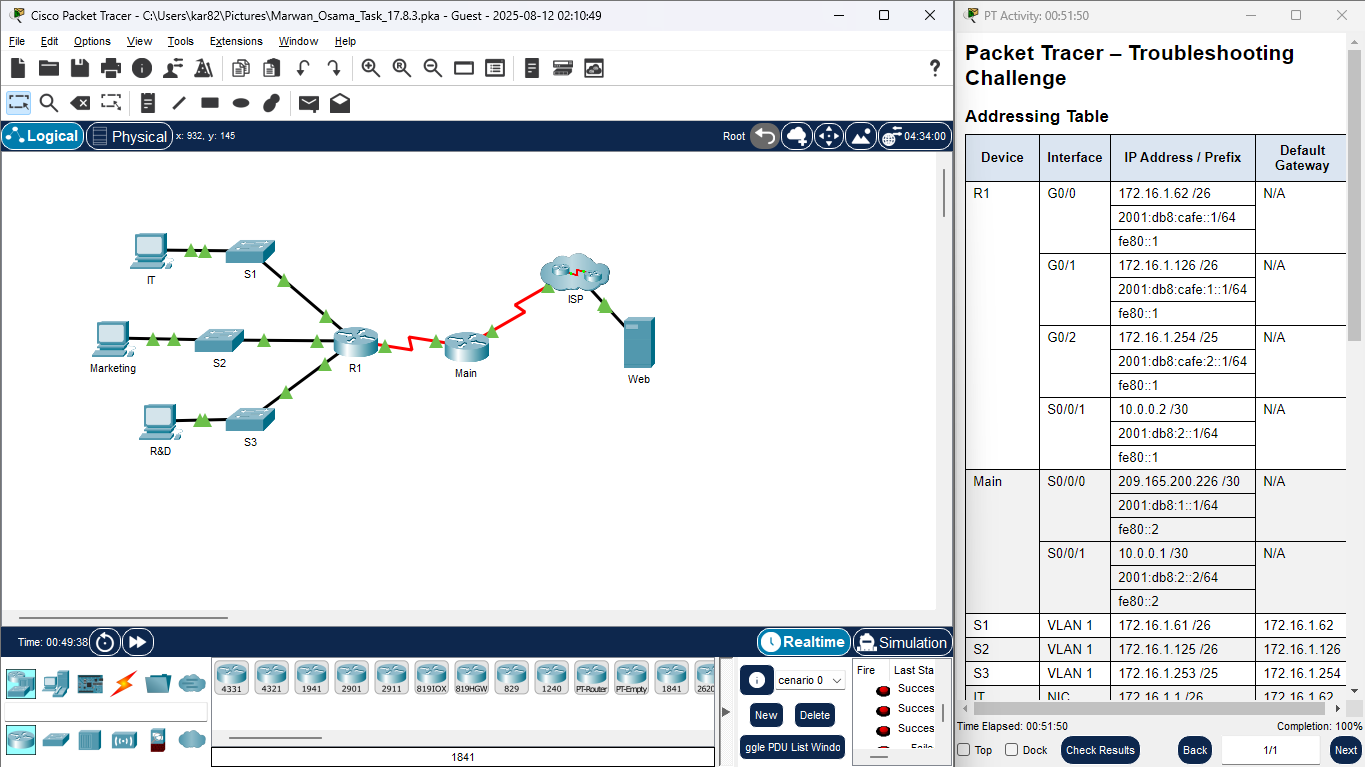 Cisco Packet Tracer - C:\Users\kar82\Pictures\Marwan_Osama_Task_17.8.3.pka - Guest - 2025-08-12 02:10:49
File Edit Options View Tools Extensions Window Help
?
Logical Physical x: 932, y: 145 Root 04:34:00
IT
S1
Marketing
S2
R&D
S3
R1
Main
ISP
Web
Time: 00:49:38 Realtime Simulation
4331 4321 1941 2901 2911 819IOX 819HGW 829 1240 PT-Router PT-Empty 1841 2620
1841
cenario 0
New Delete
ggle PDU List Windo
Fire Last Sta
Succes
Succes
Succes
PT Activity: 00:51:50
Packet Tracer – Troubleshooting
Challenge
Addressing Table
Device Interface IP Address / Prefix Default
Gateway
R1 G0/0 172.16.1.62 /26 N/A
2001:db8:cafe::1/64
fe80::1
G0/1 172.16.1.126 /26 N/A
2001:db8:cafe:1::1/64
fe80::1
G0/2 172.16.1.254 /25 N/A
2001:db8:cafe:2::1/64
fe80::1
S0/0/1 10.0.0.2 /30 N/A
2001:db8:2::1/64
fe80::1
Main S0/0/0 209.165.200.226 /30 N/A
2001:db8:1::1/64
fe80::2
S0/0/1 10.0.0.1 /30 N/A
2001:db8:2::2/64
fe80::2
S1 VLAN 1 172.16.1.61 /26 172.16.1.62
S2 VLAN 1 172.16.1.125 /26 172.16.1.126
S3 VLAN 1 172.16.1.253 /25 172.16.1.254
IT NIC 172.16.1.1 /26 172.16.1.62
Time Elapsed: 00:51:50 Completion: 100%
Top Dock Check Results Back 1/1 Next